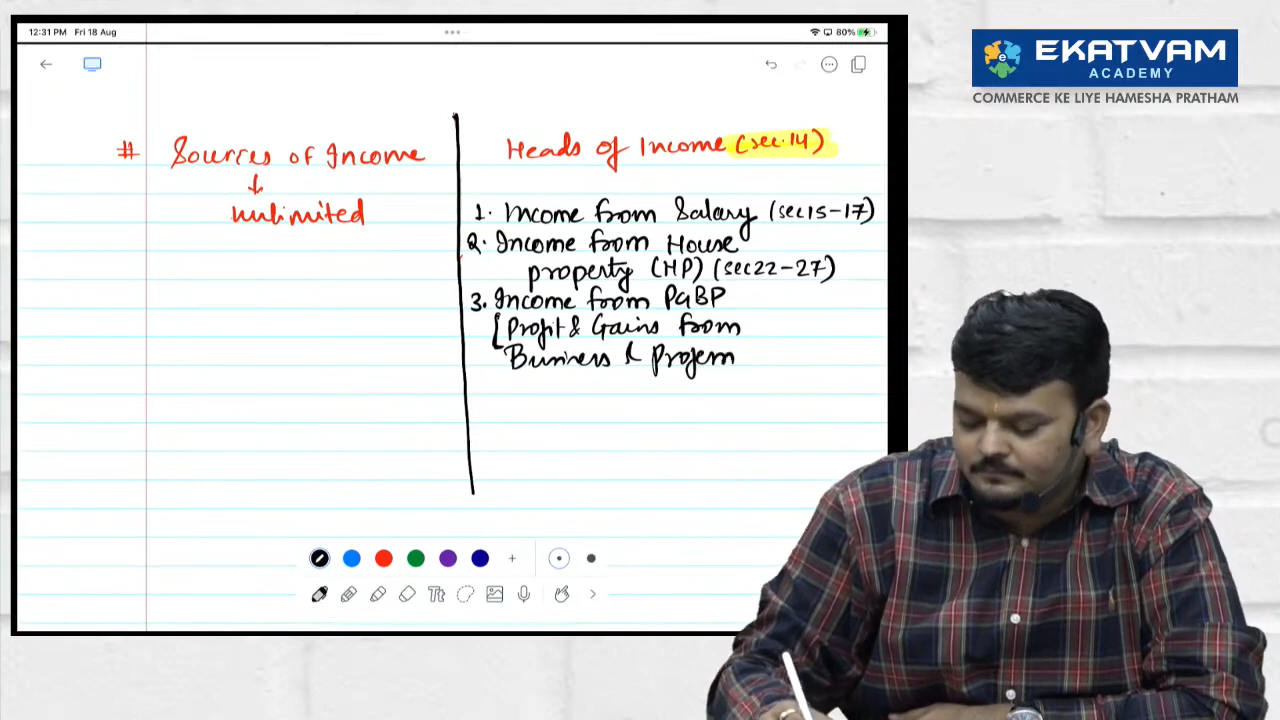 12:31 PM Fri 18 Aug
80%
EKATVAM
ACADEMY
COMMERCE KE LIYE HAMESHA PRATHAM
# Sources of Income
unlimited
Heads of Income (sec.14)
1. Income from Salary (sec15-17)
2. Income from House
property (HP) (sec22-27)
3. Income from PGBP
[Profit & Gains from
Business & Profesn
Tt